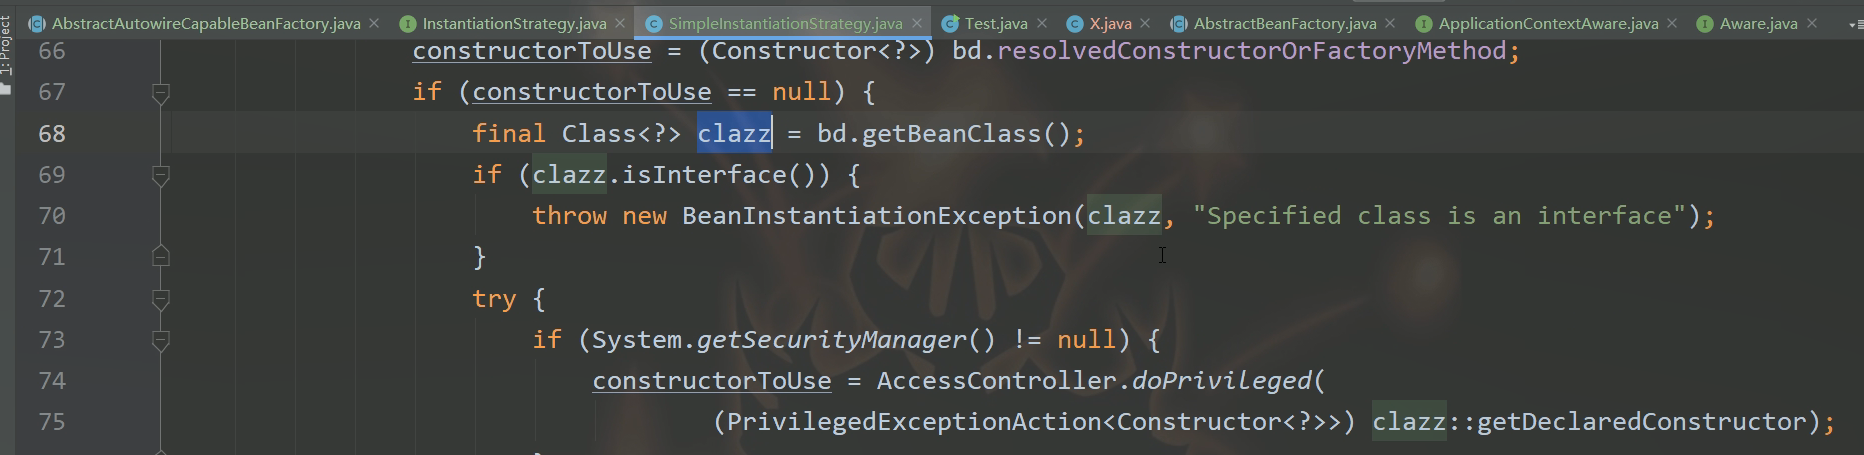 AbstractAutowireCapableBeanFactory.java InstantiationStrategy.java SimpleInstantiationStrategy.java Test.java X.java AbstractBeanFactory.java ApplicationContextAware.java Aware.java
1: Project
66 constructorToUse = (Constructor<?>) bd.resolvedConstructorOrFactoryMethod;
67 if (constructorToUse == null) {
68 final Class<?> clazz = bd.getBeanClass();
69 if (clazz.isInterface()) {
70 throw new BeanInstantiationException(clazz, "Specified class is an interface");
71 }
72 try {
73 if (System.getSecurityManager() != null) {
74 constructorToUse = AccessController.doPrivileged(
75 (PrivilegedExceptionAction<Constructor<?>>) clazz::getDeclaredConstructor);